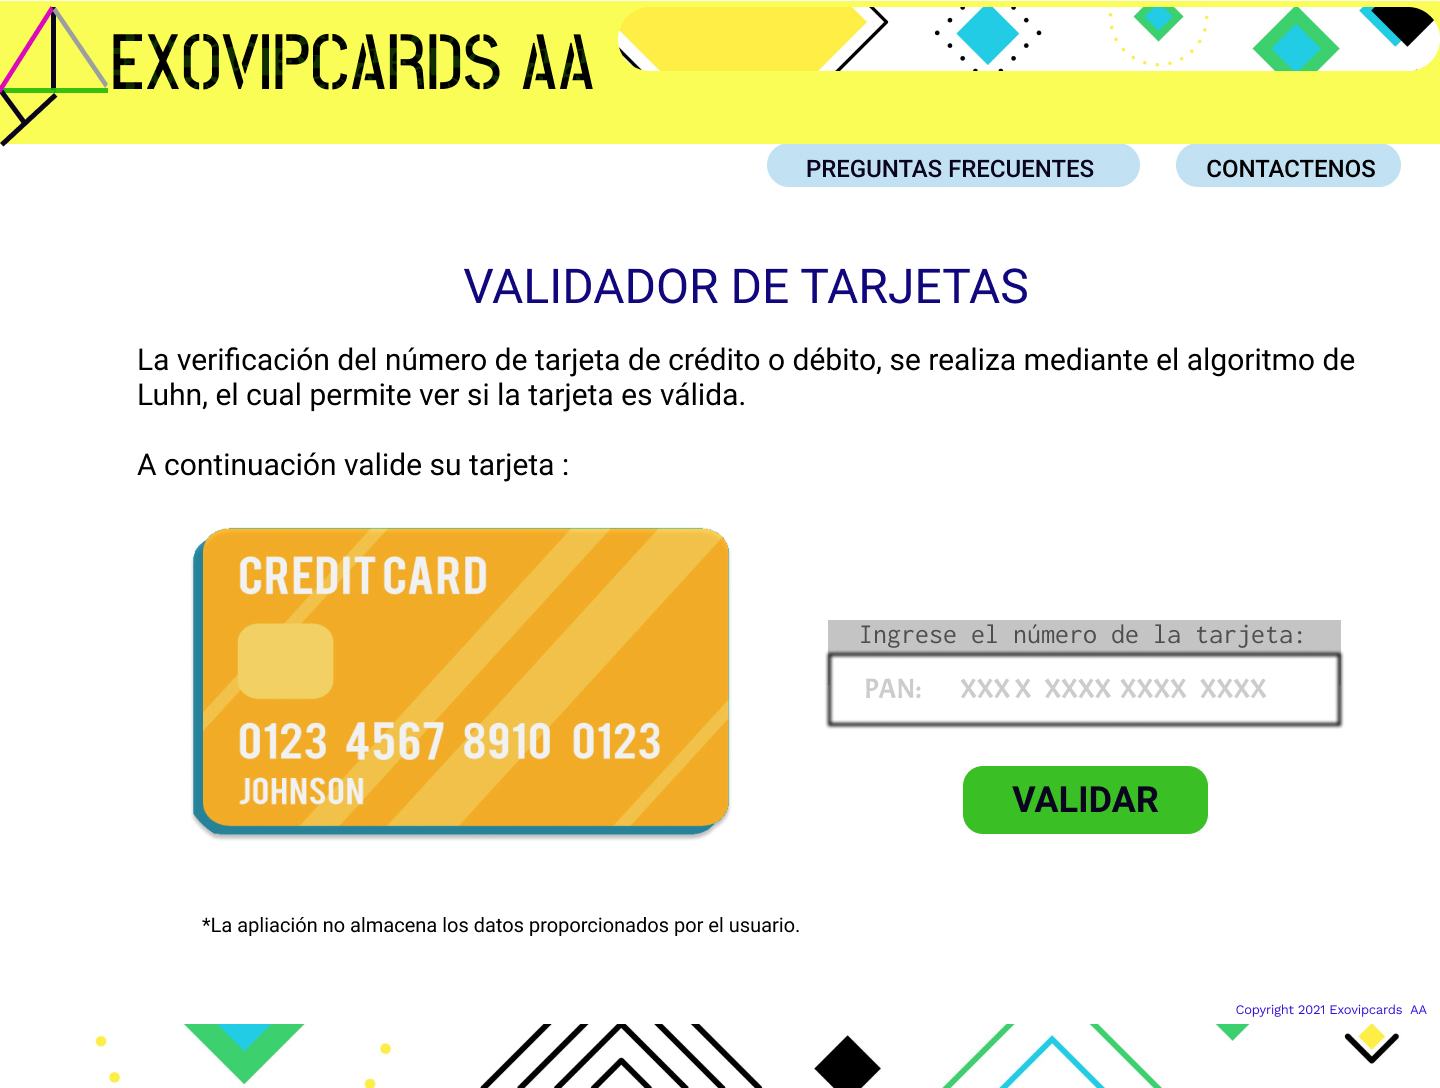 EXOVIPCARDS AA
PREGUNTAS FRECUENTES
CONTACTENOS
VALIDADOR DE TARJETAS
La verificación del número de tarjeta de crédito o débito, se realiza mediante el algoritmo de
Luhn, el cual permite ver si la tarjeta es válida.
A continuación valide su tarjeta :
CREDIT CARD
0123 4567 8910 0123
JOHNSON
Ingrese el número de la tarjeta:
PAN: XXX X XXXX XXXX XXXX
VALIDAR
*La apliación no almacena los datos proporcionados por el usuario.
Copyright 2021 Exovipcards AA